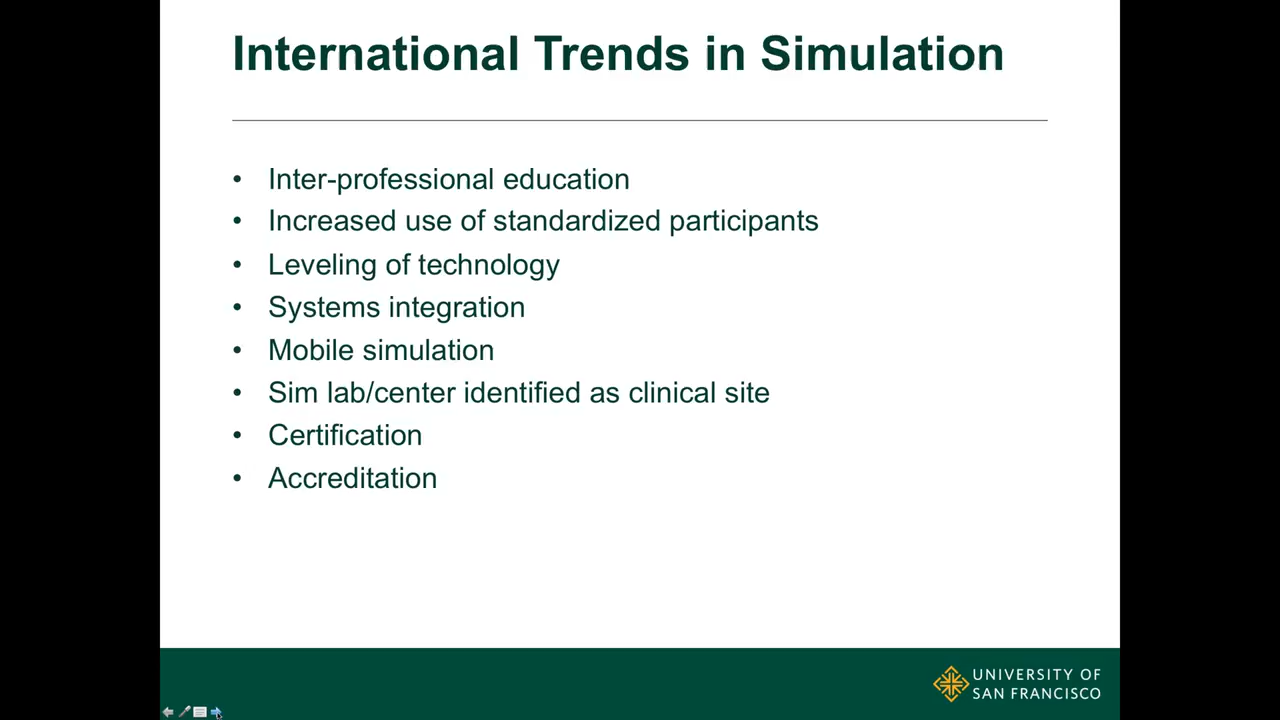 International Trends in Simulation
• Inter-professional education
• Increased use of standardized participants
• Leveling of technology
• Systems integration
• Mobile simulation
• Sim lab/center identified as clinical site
• Certification
• Accreditation
UNIVERSITY OF
SAN FRANCISCO